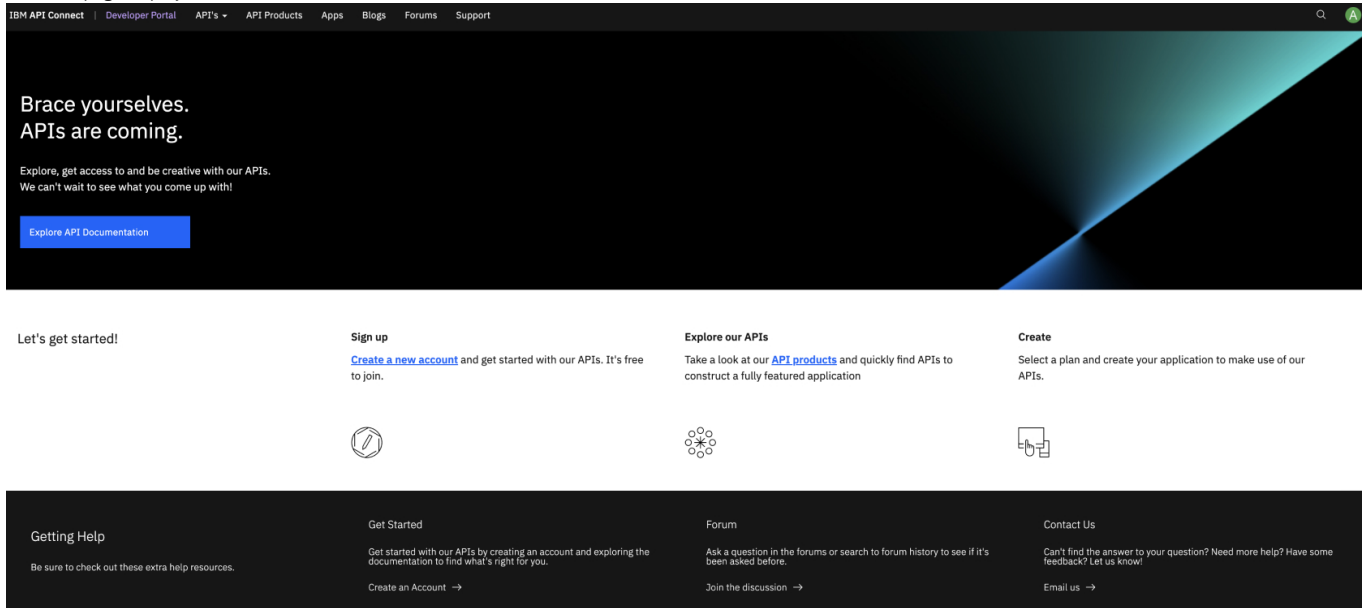 IBM API Connect | Developer Portal API's API Products Apps Blogs Forums Support A
Brace yourselves.
APIs are coming.
Explore, get access to and be creative with our APIs.
We can't wait to see what you come up with!
Explore API Documentation
Let's get started!
Sign up
Create a new account and get started with our APIs. It's free
to join.
Explore our APIs
Take a look at our API products and quickly find APIs to
construct a fully featured application
Create
Select a plan and create your application to make use of our
APIs.
Getting Help
Be sure to check out these extra help resources.
Get Started
Get started with our APIs by creating an account and exploring the
documentation to find what's right for you.
Create an Account →
Forum
Ask a question in the forums or search to forum history to see if it's
been asked before.
Join the discussion →
Contact Us
Can't find the answer to your question? Need more help? Have some
feedback? Let us know!
Email us →